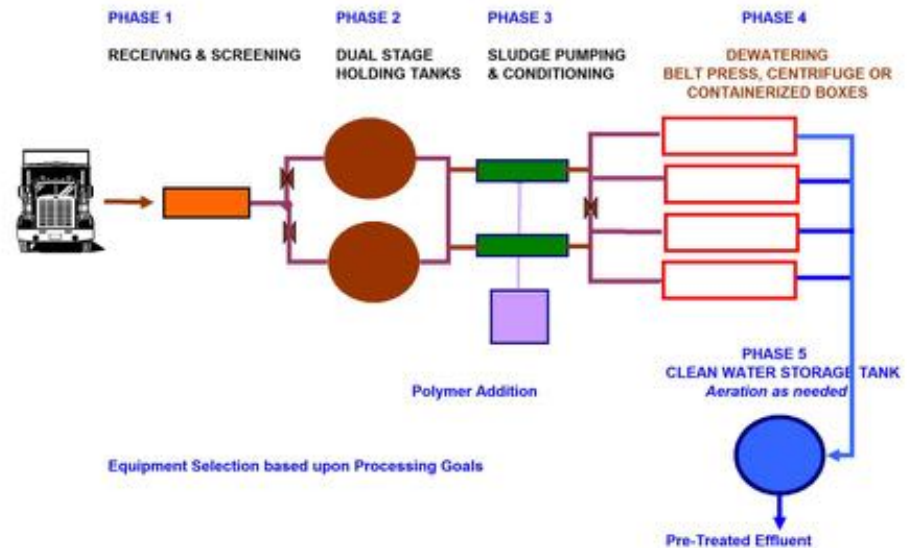 PHASE 1
RECEIVING & SCREENING
PHASE 2
DUAL STAGE
HOLDING TANKS
PHASE 3
SLUDGE PUMPING
& CONDITIONING
PHASE 4
DEWATERING
BELT PRESS, CENTRIFUGE OR
CONTAINERIZED BOXES
PHASE 5
CLEAN WATER STORAGE TANK
Aeration as needed
Polymer Addition
Equipment Selection based upon Processing Goals
Pre-Treated Effluent